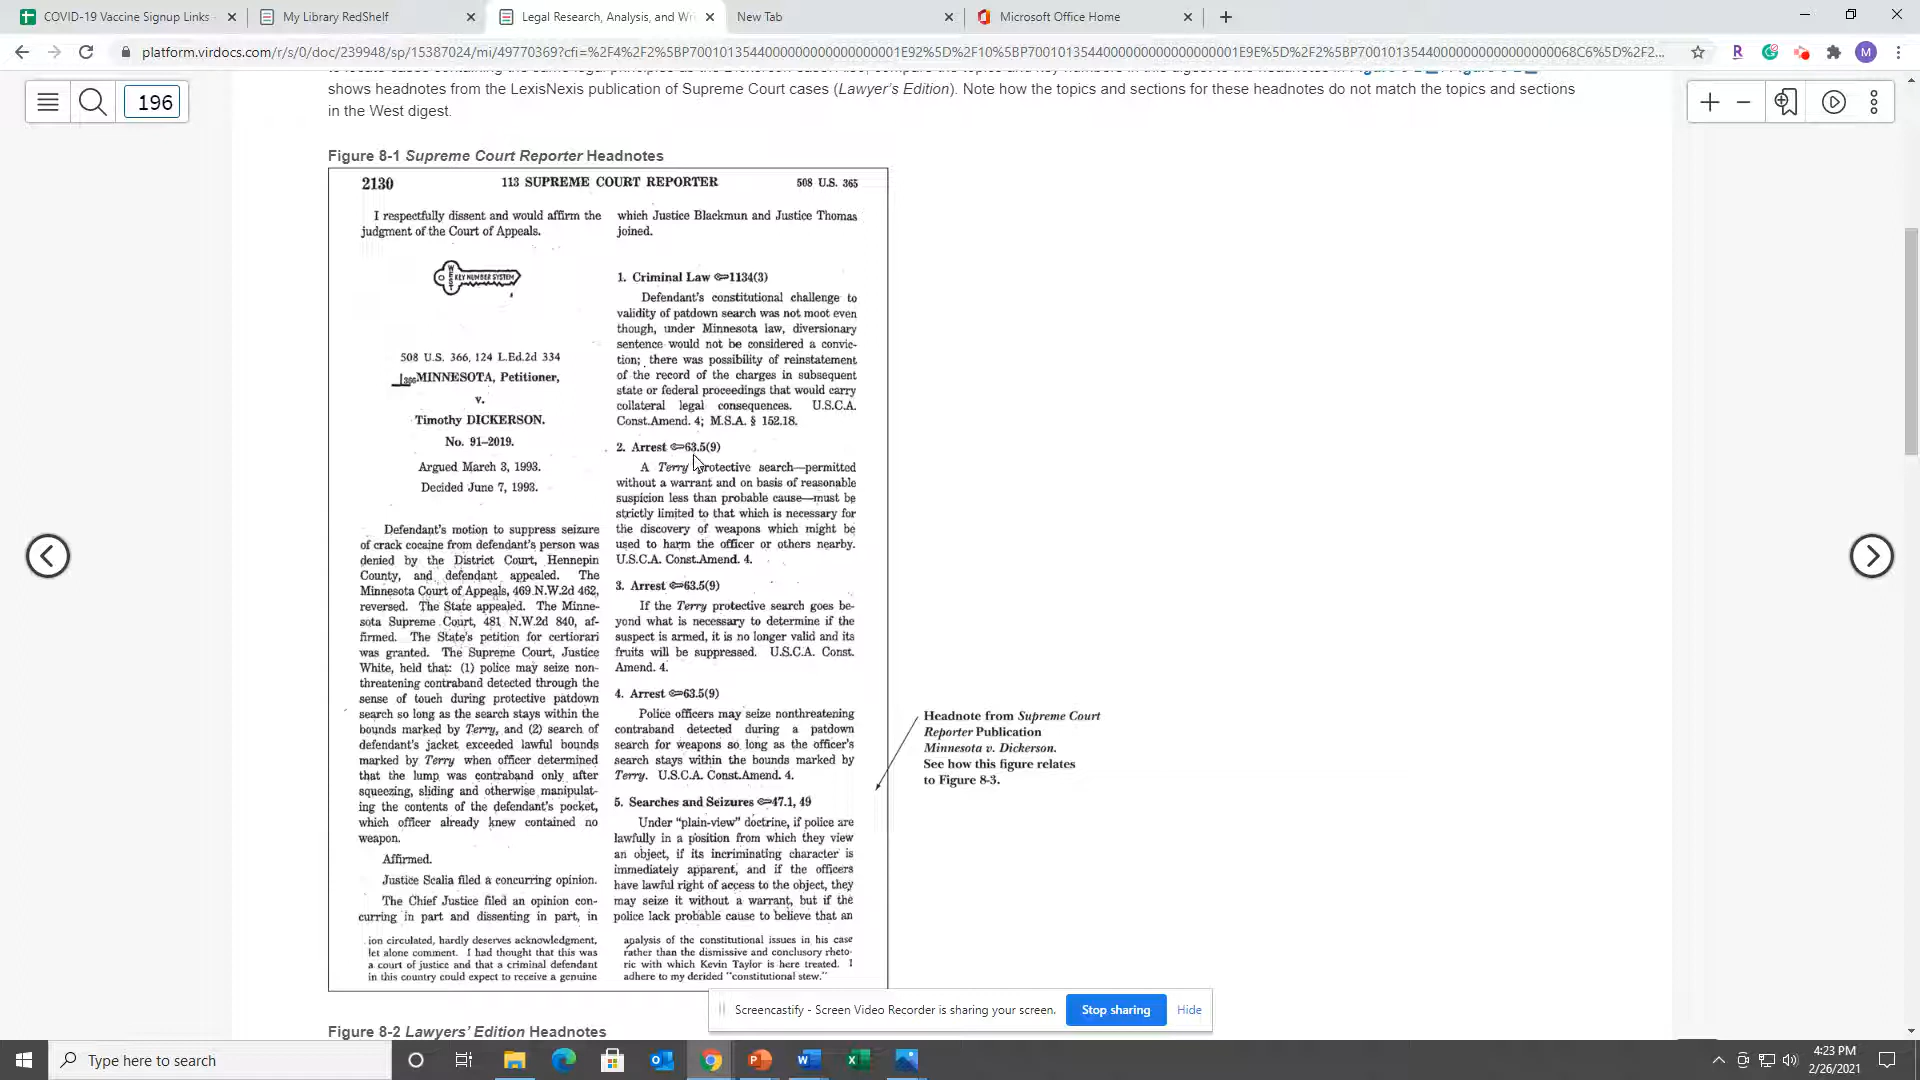 COVID-19 Vaccine Signup Links
My Library RedShelf
Legal Research, Analysis, and Wri
New Tab
Microsoft Office Home
platform.virdocs.com/r/s/0/doc/239948/sp/15387024/mi/49770369?cfi=%2F4%2F2%5BP7001013544000000000000000001E92%5D%2F10%5BP7001013544000000000000000001E9E%5D%2F2%5BP70010135440000000000000000068C6%5D%2F2...
R
M
196
shows headnotes from the LexisNexis publication of Supreme Court cases (Lawyer's Edition). Note how the topics and sections for these headnotes do not match the topics and sections
in the West digest.
Figure 8-1 Supreme Court Reporter Headnotes
2130
113 SUPREME COURT REPORTER
508 U.S. 365
I respectfully dissent and would affirm the
judgment of the Court of Appeals.
WEST
KEY NUMBER SYSTEM
508 U.S. 366, 124 L.Ed.2d 334
366MINNESOTA, Petitioner,
v.
Timothy DICKERSON.
No. 91–2019.
Argued March 3, 1993.
Decided June 7, 1993.
Defendant's motion to suppress seizure
of crack cocaine from defendant's person was
denied by the District Court, Hennepin
County, and defendant appealed. The
Minnesota Court of Appeals, 469 N.W.2d 462,
reversed. The State appealed. The Minne-
sota Supreme Court, 481 N.W.2d 840, af-
firmed. The State's petition for certiorari
was granted. The Supreme Court, Justice
White, held that: (1) police may seize non-
threatening contraband detected through the
sense of touch during protective patdown
search so long as the search stays within the
bounds marked by Terry, and (2) search of
defendant's jacket exceeded lawful bounds
marked by Terry when officer determined
that the lump was contraband only after
squeezing, sliding and otherwise manipulat-
ing the contents of the defendant's pocket,
which officer already knew contained no
weapon.
Affirmed.
Justice Scalia filed a concurring opinion.
The Chief Justice filed an opinion con-
curring in part and dissenting in part, in
which Justice Blackmun and Justice Thomas
joined.
1. Criminal Law 1134(3)
Defendant's constitutional challenge to
validity of patdown search was not moot even
though, under Minnesota law, diversionary
sentence would not be considered a convic-
tion; there was possibility of reinstatement
of the record of the charges in subsequent
state or federal proceedings that would carry
collateral legal consequences. U.S.C.A.
Const.Amend. 4; M.S.A. § 152.18.
2. Arrest 63.5(9)
A Terry protective search—permitted
without a warrant and on basis of reasonable
suspicion less than probable cause—must be
strictly limited to that which is necessary for
the discovery of weapons which might be
used to harm the officer or others nearby.
U.S.C.A. Const.Amend. 4.
3. Arrest 63.5(9)
If the Terry protective search goes be-
yond what is necessary to determine if the
suspect is armed, it is no longer valid and its
fruits will be suppressed. U.S.C.A. Const.
Amend. 4.
4. Arrest 63.5(9)
Police officers may seize nonthreatening
contraband detected during a patdown
search for weapons so long as the officer's
search stays within the bounds marked by
Terry. U.S.C.A. Const.Amend. 4.
5. Searches and Seizures 47.1, 49
Under "plain-view" doctrine, if police are
lawfully in a position from which they view
an object, if its incriminating character is
immediately apparent, and if the officers
have lawful right of access to the object, they
may seize it without a warrant, but if the
police lack probable cause to believe that an
ion circulated, hardly deserves acknowledgment,
let alone comment. I had thought that this was
a court of justice and that a criminal defendant
in this country could expect to receive a genuine
analysis of the constitutional issues in his case
rather than the dismissive and conclusory rheto-
ric with which Kevin Taylor is here treated. I
adhere to my derided "constitutional stew."
Headnote from Supreme Court
Reporter Publication
Minnesota v. Dickerson.
See how this figure relates
to Figure 8-3.
Screencastify - Screen Video Recorder is sharing your screen.
Stop sharing
Hide
Figure 8-2 Lawyers' Edition Headnotes
Type here to search
4:23 PM
2/26/2021